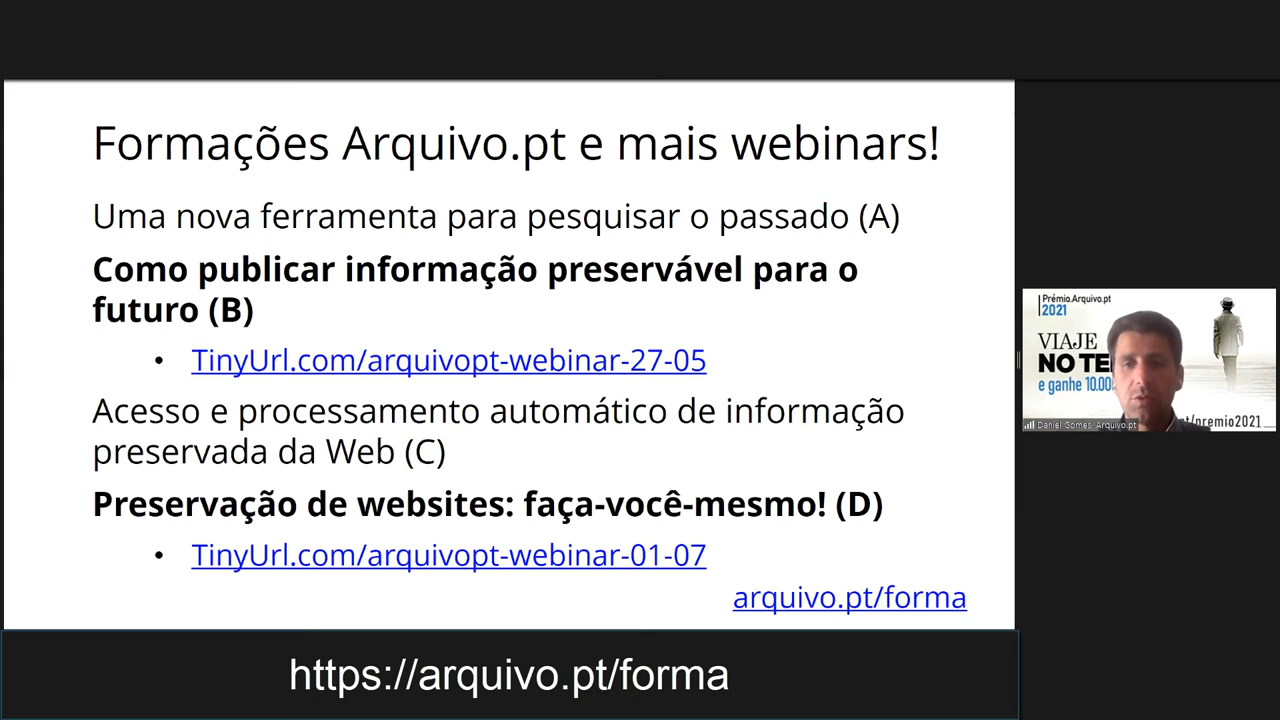 Formações Arquivo.pt e mais webinars!
Uma nova ferramenta para pesquisar o passado (A)
Como publicar informação preservável para o
futuro (B)
• TinyUrl.com/arquivopt-webinar-27-05
Acesso e processamento automático de informação
preservada da Web (C)
Preservação de websites: faça-você-mesmo! (D)
• TinyUrl.com/arquivopt-webinar-01-07
arquivo.pt/forma
https://arquivo.pt/forma
Prémio.Arquivo.pt
2021
VIAJE
NO TE
e ganhe 10.00
pt/premio2021
Daniel Gomes, Arquivo.pt